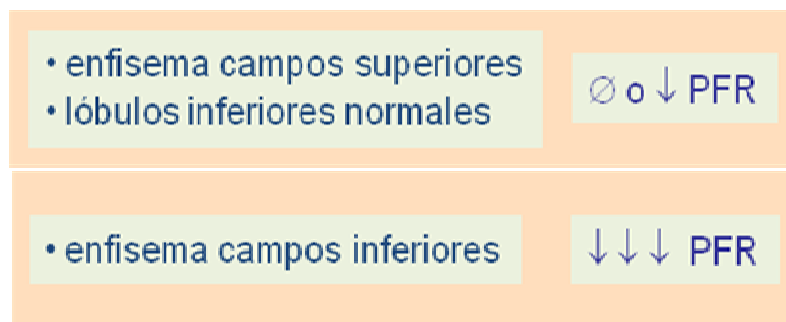 • enfisema campos superiores
• lóbulos inferiores normales
∅ o ↓ PFR
• enfisema campos inferiores
↓↓↓ PFR